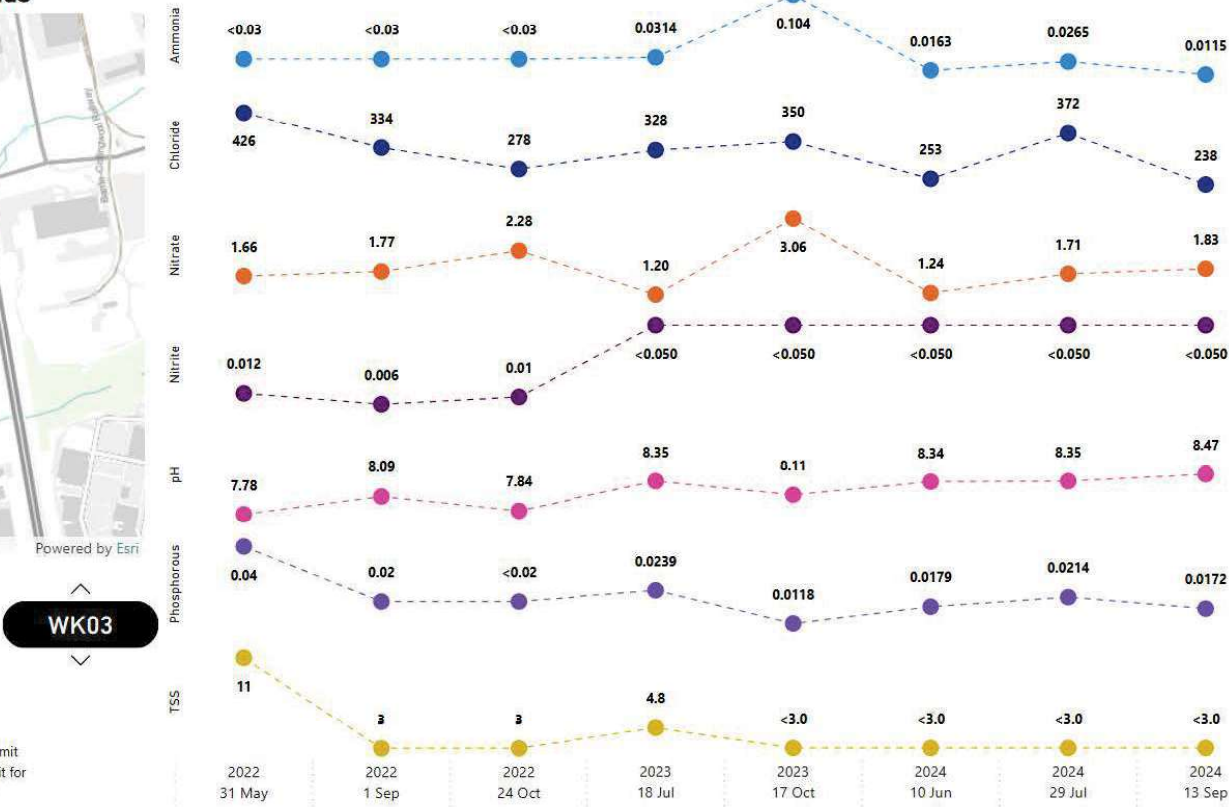 Ammonia
<0.03 <0.03 <0.03 0.0314 0.104 0.0163 0.0265 0.0115
Chloride
426 334 278 328 350 253 372 238
Nitrate
1.66 1.77 2.28 1.20 3.06 1.24 1.71 1.83
Nitrite
0.012 0.006 0.01 <0.050 <0.050 <0.050 <0.050 <0.050
pH
7.78 8.09 7.84 8.35 0.11 8.34 8.35 8.47
Powered by Esri
Phosphorous
0.04 0.02 <0.02 0.0239 0.0118 0.0179 0.0214 0.0172
WK03
TSS
11 3 3 4.8 <3.0 <3.0 <3.0 <3.0
mit
it for
2022 2022 2022 2023 2023 2024 2024 2024
31 May 1 Sep 24 Oct 18 Jul 17 Oct 10 Jun 29 Jul 13 Sep